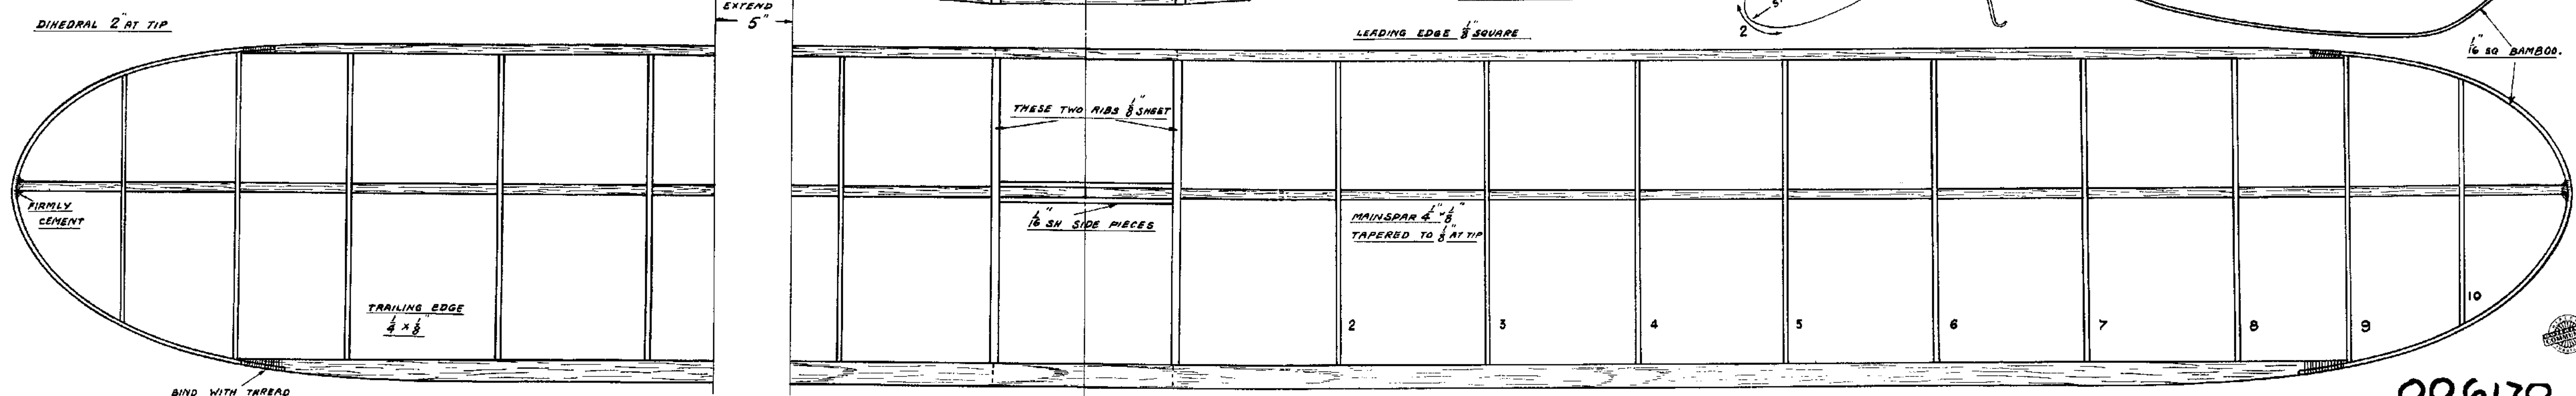 EXTEND
5"
DIHEDRAL 2" AT TIP
2
5"
LEADING EDGE 1/8" SQUARE
1/16" SQ BAMBOO.
THESE TWO RIBS 1/8" SHEET
FIRMLY
CEMENT
1/16" SH SIDE PIECES
MAINSPAR 1/4" x 1/8"
TAPERED TO 1/8" AT TIP
TRAILING EDGE
1/4 x 1/8"
2 3 4 5 6 7 8 9 10
BIND WITH THREAD
006170